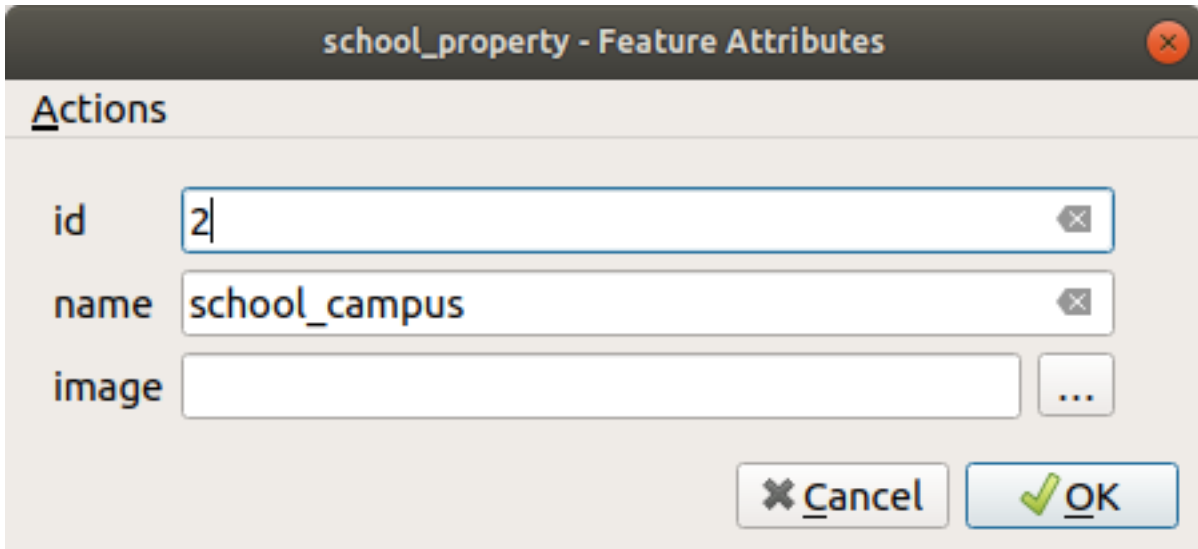 school_property - Feature Attributes
Actions
id 2
name school_campus
image ...
Cancel OK